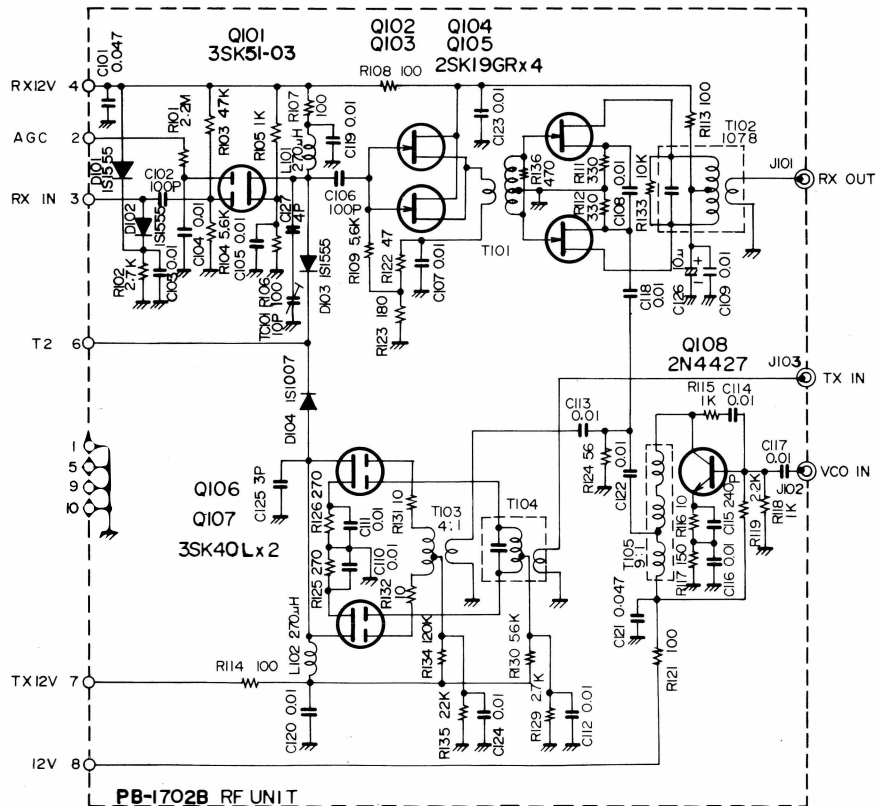 Q101
3SK51-03
Q102
Q103
Q104
Q105
2SK19GRx4
C101
0.047
RX12V 4
AGC 2
RX IN 3
T2 6
1
5
9
10
TX12V 7
12V 8
R101
2.2M
R103 47K
R105 1K
R107
100
L101
270μH
C119 0.01
R108 100
C123 0.01
D101
IS1555
C102
100P
D102
IS1555
R102
2.7K
C103 0.01
C104 0.01
R104 5.6K
C105 0.01
C127
4P
TC101
10P
R106
100
D103 IS1555
C106
100P
R109 5.6K
R122 47
R123 180
C107 0.01
T101
R136
470
R111
330
R112
330
C108 0.01
R133 10K
R113 100
T102
1078
J101
RX OUT
C118
0.01
C126 10μ
C109 0.01
Q108
2N4427
J103
TX IN
R115
1K
C114
0.01
C117
0.01
VCO IN
J102
C113
0.01
R124 56
C122
0.01
T105
9:1
R116 10
C115 240P
R119 2.2K
R118
1K
R117 150
C116 0.01
C121 0.047
R121 100
D104 IS1007
C125 3P
Q106
Q107
3SK40Lx2
R126 270
R125 270
C111
0.01
C110
0.01
R131 10
R132
10
T103
4:1
T104
L102 270μH
R114 100
C120 0.01
R134 120K
R135 22K
C124 0.01
R130 56K
R129 2.7K
C112 0.01
PB-1702B RF UNIT